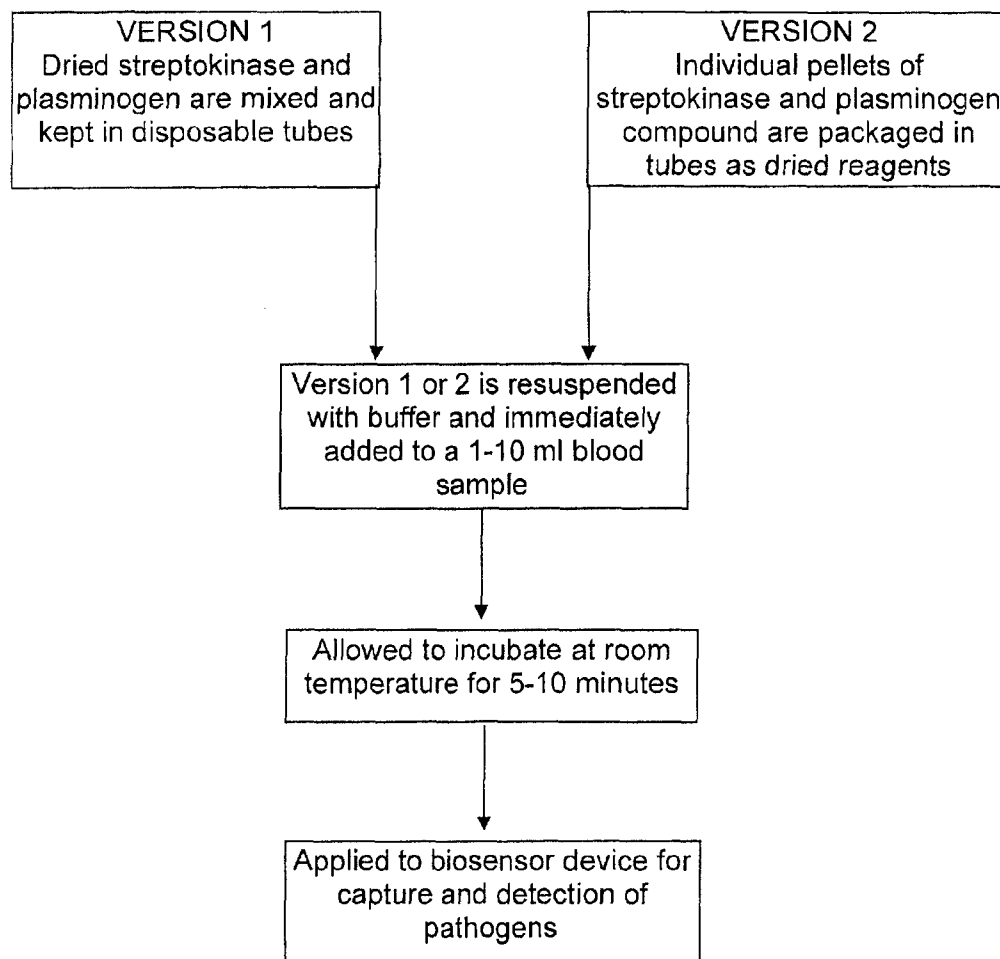 VERSION 1
Dried streptokinase and
plasminogen are mixed and
kept in disposable tubes
VERSION 2
Individual pellets of
streptokinase and plasminogen
compound are packaged in
tubes as dried reagents
Version 1 or 2 is resuspended
with buffer and immediately
added to a 1-10 ml blood
sample
Allowed to incubate at room
temperature for 5-10 minutes
Applied to biosensor device for
capture and detection of
pathogens